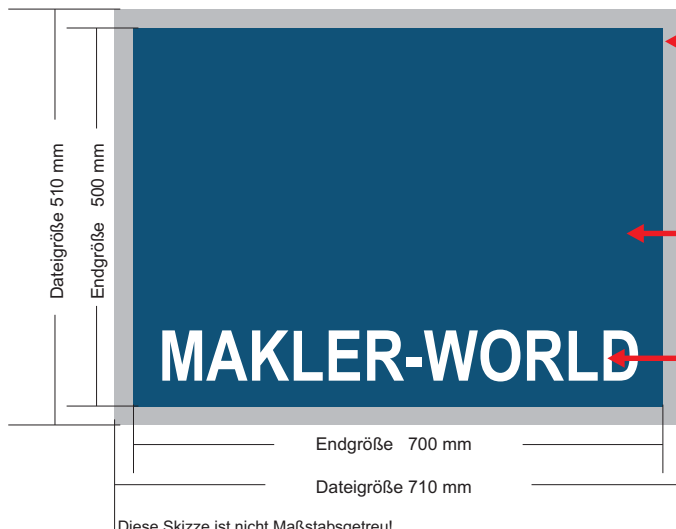 Dateigröße 510 mm
Endgröße 500 mm
MAKLER-WORLD
Endgröße 700 mm
Dateigröße 710 mm
Diese Skizze ist nicht Maßstabsgetreu!